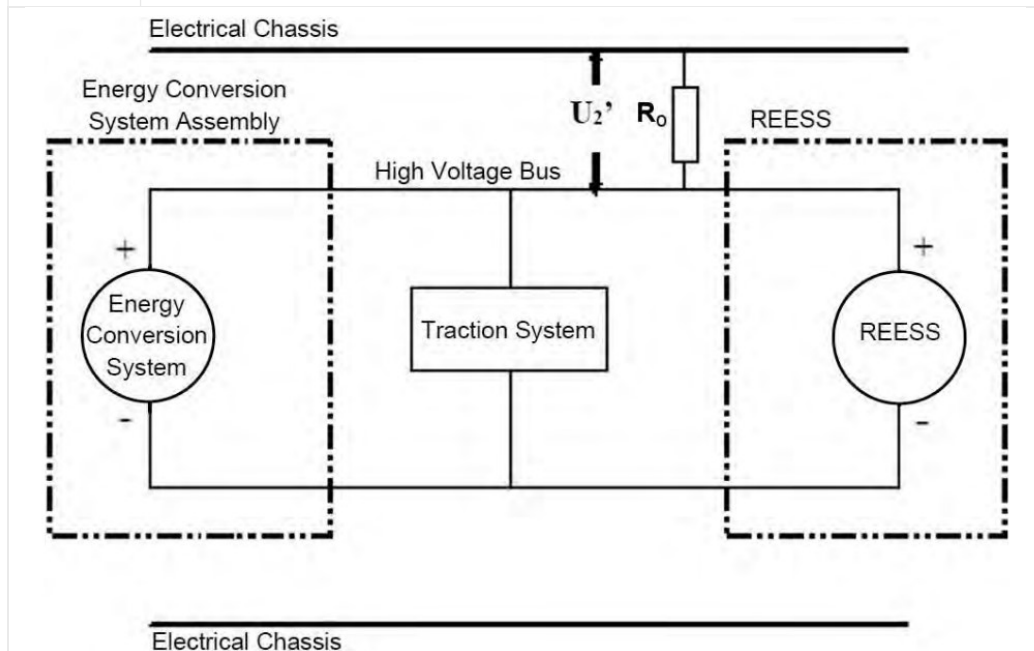 Electrical Chassis
Energy Conversion
System Assembly
U₂’
Rₒ
REESS
High Voltage Bus
+
+
Energy
Conversion
System
Traction System
REESS
-
-
Electrical Chassis